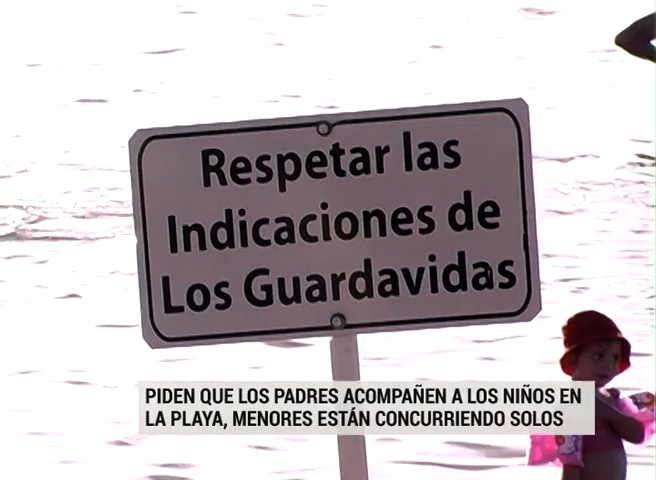 Respetar las
Indicaciones de
Los Guardavidas
PIDEN QUE LOS PADRES ACOMPAÑEN A LOS NIÑOS EN
LA PLAYA, MENORES ESTÁN CONCURRIENDO SOLOS